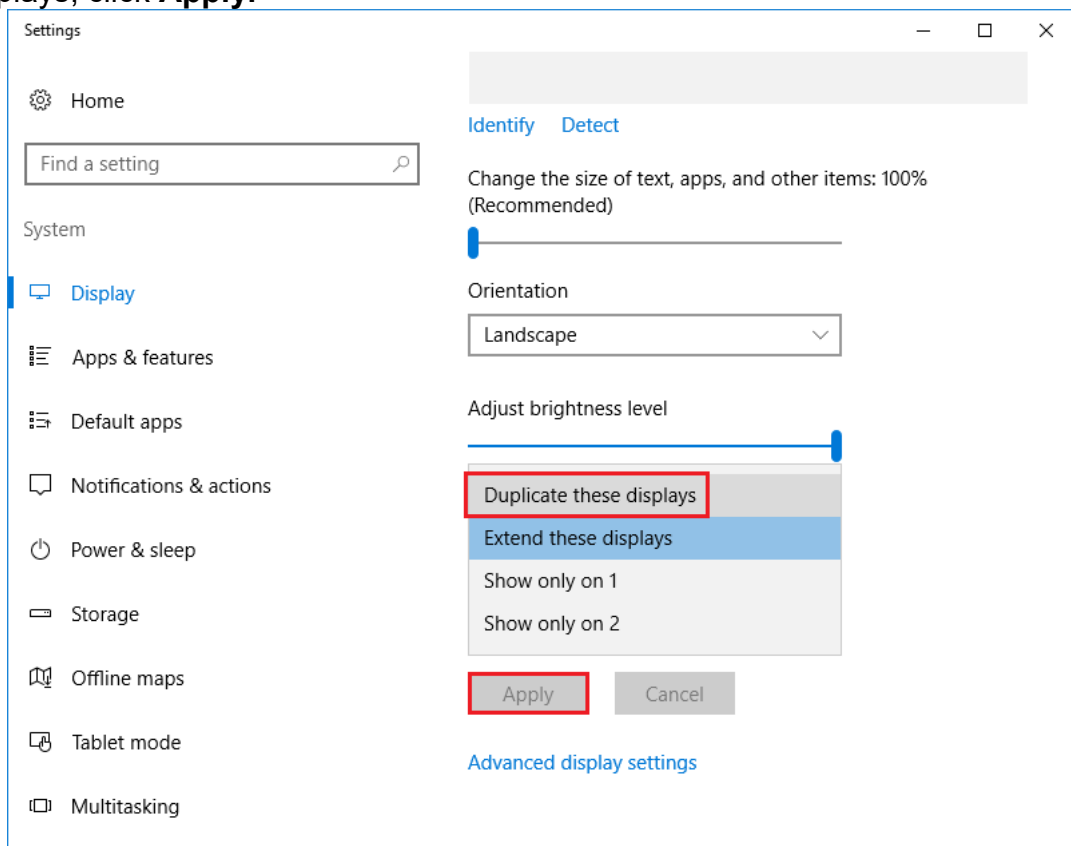 plays, click Apply.
Settings
Home
Find a setting
System
Display
Apps & features
Default apps
Notifications & actions
Power & sleep
Storage
Offline maps
Tablet mode
Multitasking
Identify Detect
Change the size of text, apps, and other items: 100%
(Recommended)
Orientation
Landscape
Adjust brightness level
Duplicate these displays
Extend these displays
Show only on 1
Show only on 2
Apply Cancel
Advanced display settings